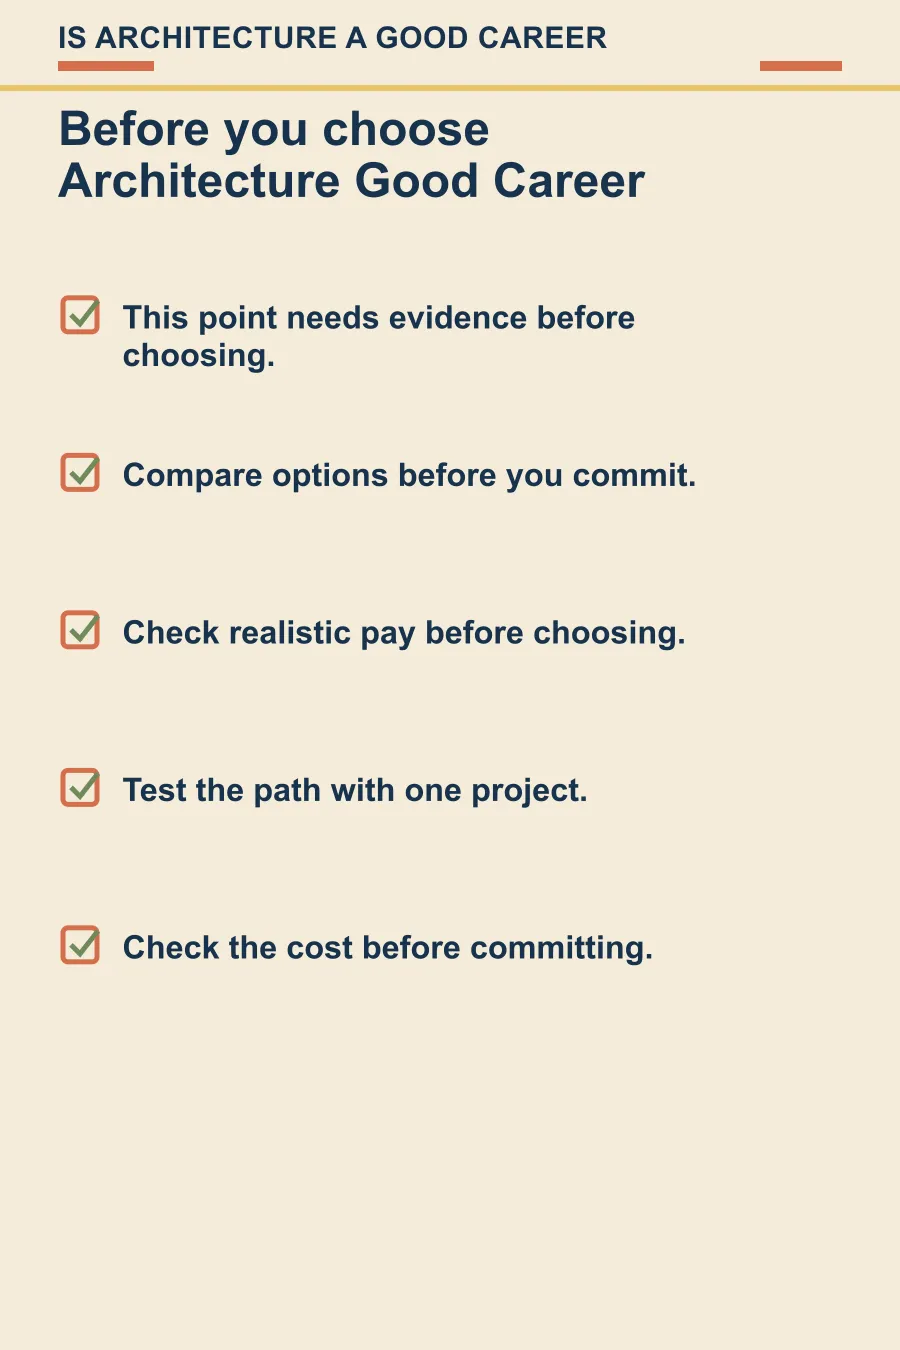 IS ARCHITECTURE A GOOD CAREER
Before you choose
Architecture Good Career
This point needs evidence before
choosing.
Compare options before you commit.
Check realistic pay before choosing.
Test the path with one project.
Check the cost before committing.